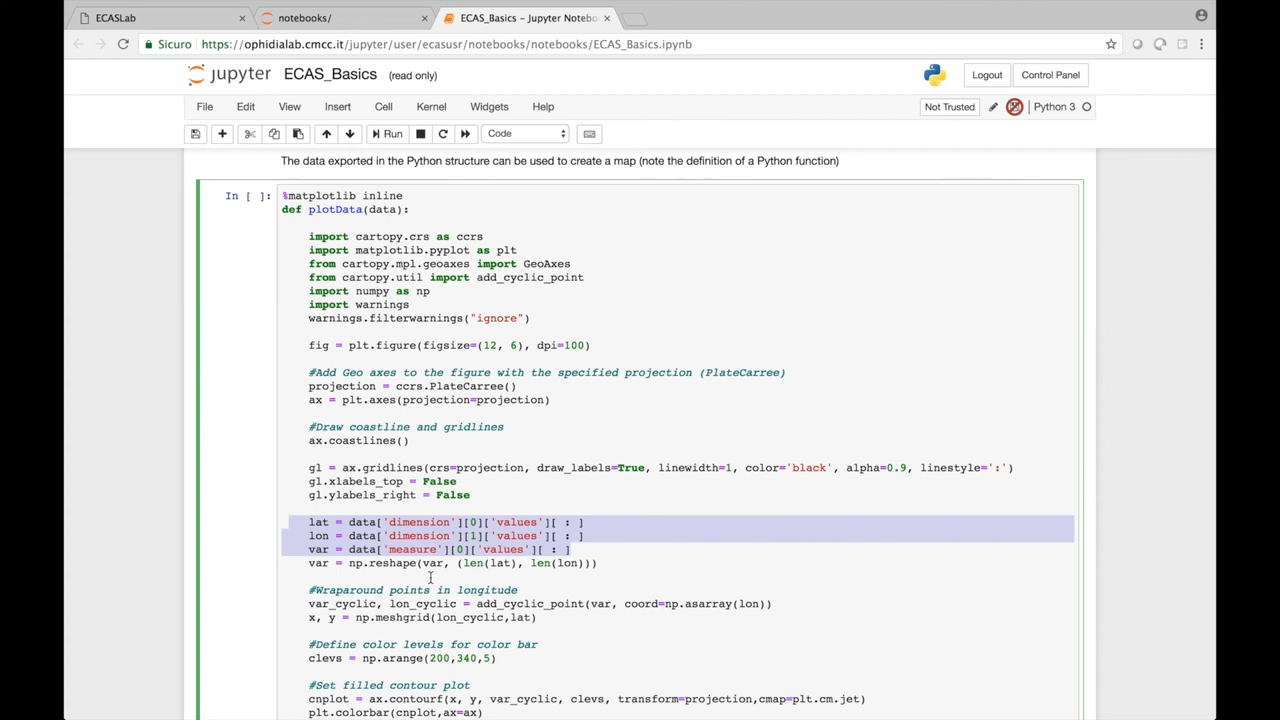 ECASLab
notebooks/
ECAS_Basics – Jupyter Notebo
Sicuro
https://ophidialab.cmcc.it/jupyter/user/ecasusr/notebooks/notebooks/ECAS_Basics.ipynb
jupyter ECAS_Basics (read only)
Logout
Control Panel
File Edit View Insert Cell Kernel Widgets Help
Not Trusted
Python 3
Run
Code
The data exported in the Python structure can be used to create a map (note the definition of a Python function)
In [ ]:
%matplotlib inline
def plotData(data):
import cartopy.crs as ccrs
import matplotlib.pyplot as plt
from cartopy.mpl.geoaxes import GeoAxes
from cartopy.util import add_cyclic_point
import numpy as np
import warnings
warnings.filterwarnings("ignore")
fig = plt.figure(figsize=(12, 6), dpi=100)
#Add Geo axes to the figure with the specified projection (PlateCarree)
projection = ccrs.PlateCarree()
ax = plt.axes(projection=projection)
#Draw coastline and gridlines
ax.coastlines()
gl = ax.gridlines(crs=projection, draw_labels=True, linewidth=1, color='black', alpha=0.9, linestyle=':')
gl.xlabels_top = False
gl.ylabels_right = False
lat = data['dimension'][0]['values'][ : ]
lon = data['dimension'][1]['values'][ : ]
var = data['measure'][0]['values'][ : ]
var = np.reshape(var, (len(lat), len(lon)))
#Wraparound points in longitude
var_cyclic, lon_cyclic = add_cyclic_point(var, coord=np.asarray(lon))
x, y = np.meshgrid(lon_cyclic,lat)
#Define color levels for color bar
clevs = np.arange(200,340,5)
#Set filled contour plot
cnplot = ax.contourf(x, y, var_cyclic, clevs, transform=projection,cmap=plt.cm.jet)
plt.colorbar(cnplot,ax=ax)